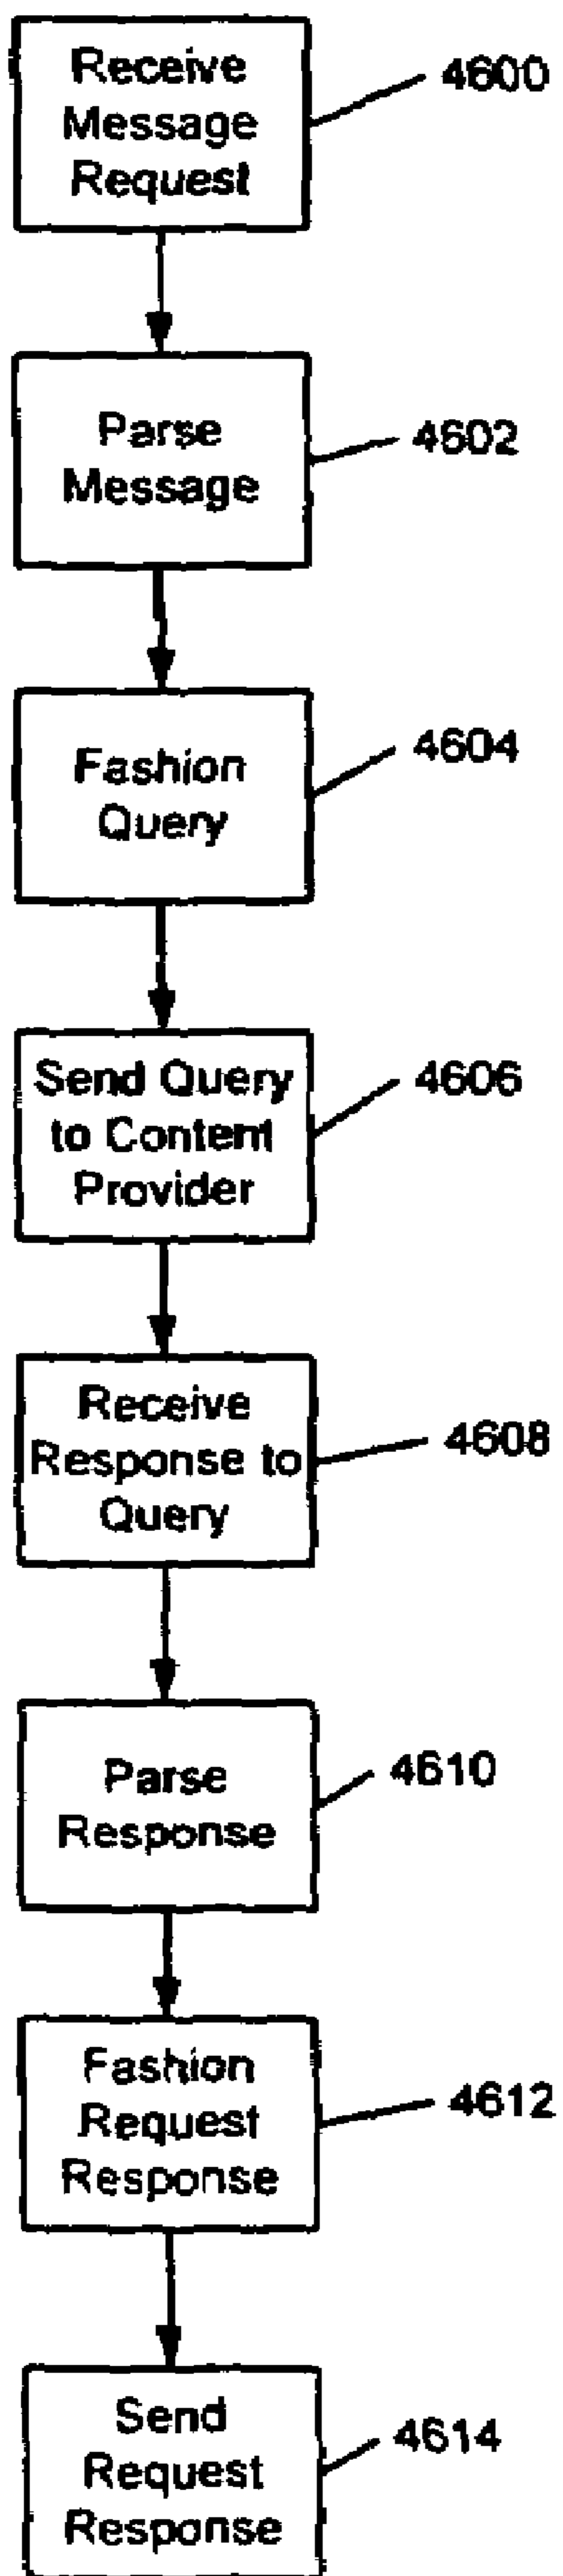 Receive
Message
Request
4600
Parse
Message
4602
Fashion
Query
4604
Send Query
to Content
Provider
4606
Receive
Response to
Query
4608
Parse
Response
4610
Fashion
Request
Response
4612
Send
Request
Response
4614